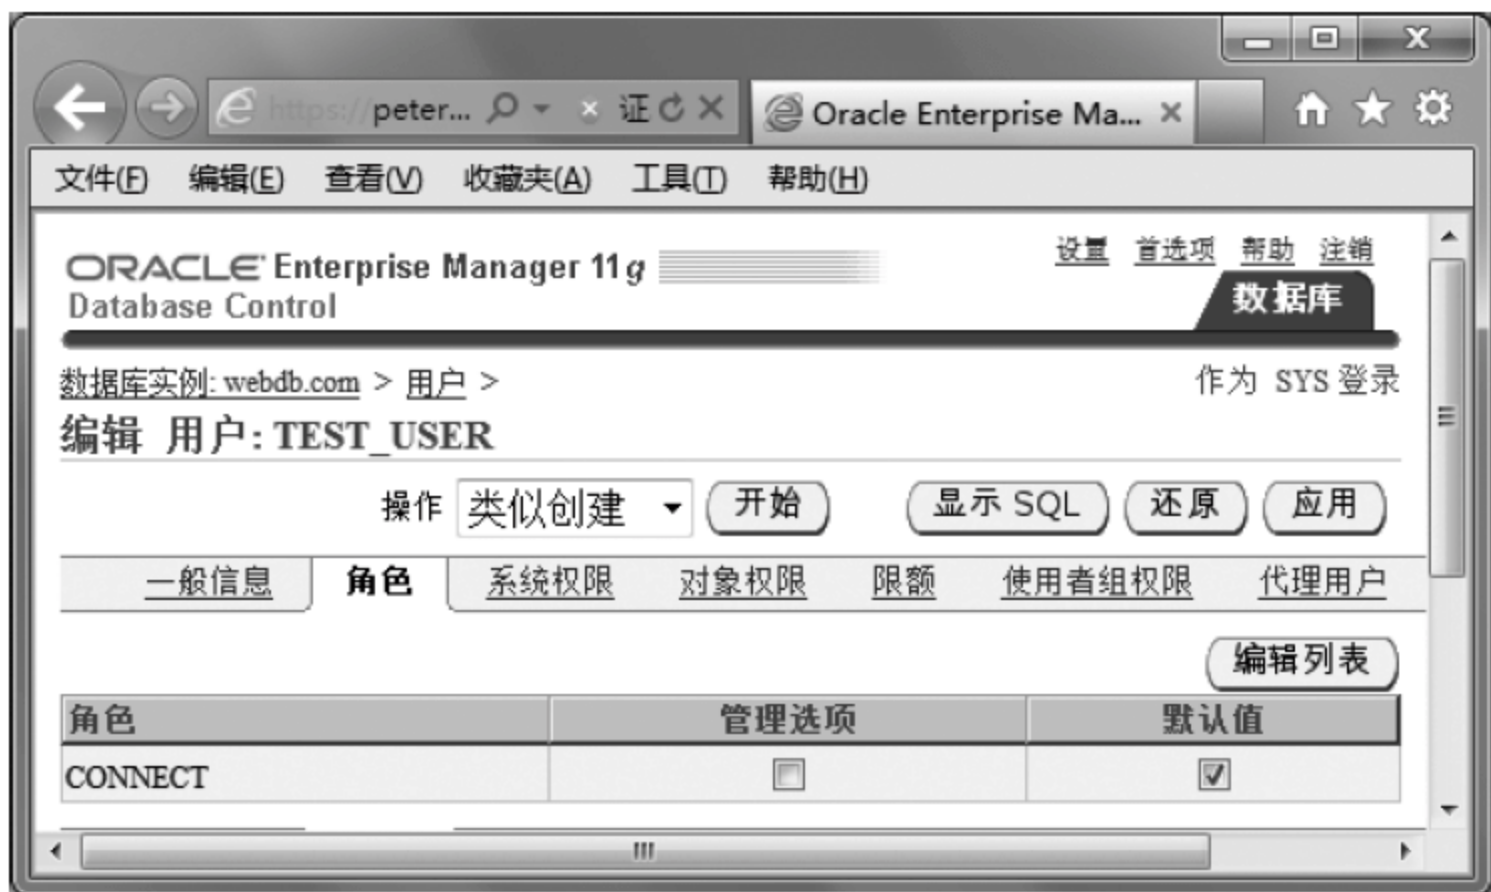 https://peter... 证 Oracle Enterprise Ma...
文件(F) 编辑(E) 查看(V) 收藏夹(A) 工具(T) 帮助(H)
设置 首选项 帮助 注销
ORACLE Enterprise Manager 11g
Database Control
数据库
数据库实例: webdb.com > 用户 >
作为 SYS 登录
编辑 用户: TEST_USER
操作 类似创建 开始 显示 SQL 还原 应用
一般信息 角色 系统权限 对象权限 限额 使用者组权限 代理用户
编辑列表
角色 管理选项 默认值
CONNECT